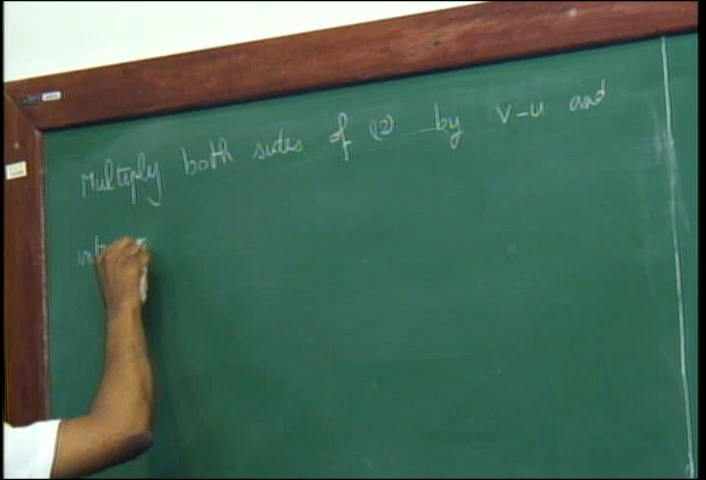 Multiply both sides of (2) by v-u and